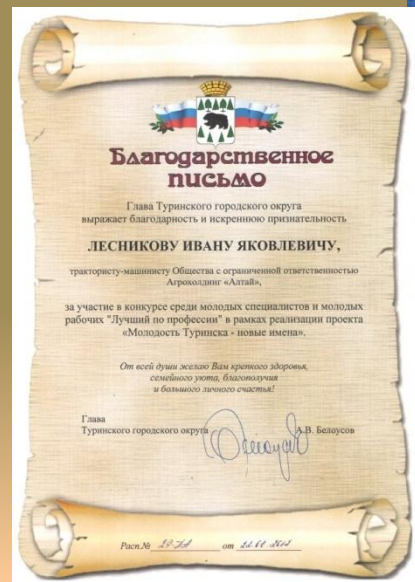 Благодарственное
письмо
Глава Туринского городского округа
выражает благодарность и искреннюю признательность
ЛЕСНИКОВУ ИВАНУ ЯКОВЛЕВИЧУ,
трактористу-машинисту Общества с ограниченной ответственностью
Агрохолдинг «Алтай»,
за участие в конкурсе среди молодых специалистов и молодых
рабочих "Лучший по профессии" в рамках реализации проекта
«Молодость Туринска - новые имена».
От всей души желаю Вам крепкого здоровья,
семейного уюта, благополучия
и большого личного счастья!
Глава
Туринского городского округа А.В. Белоусов
Расп.№ от